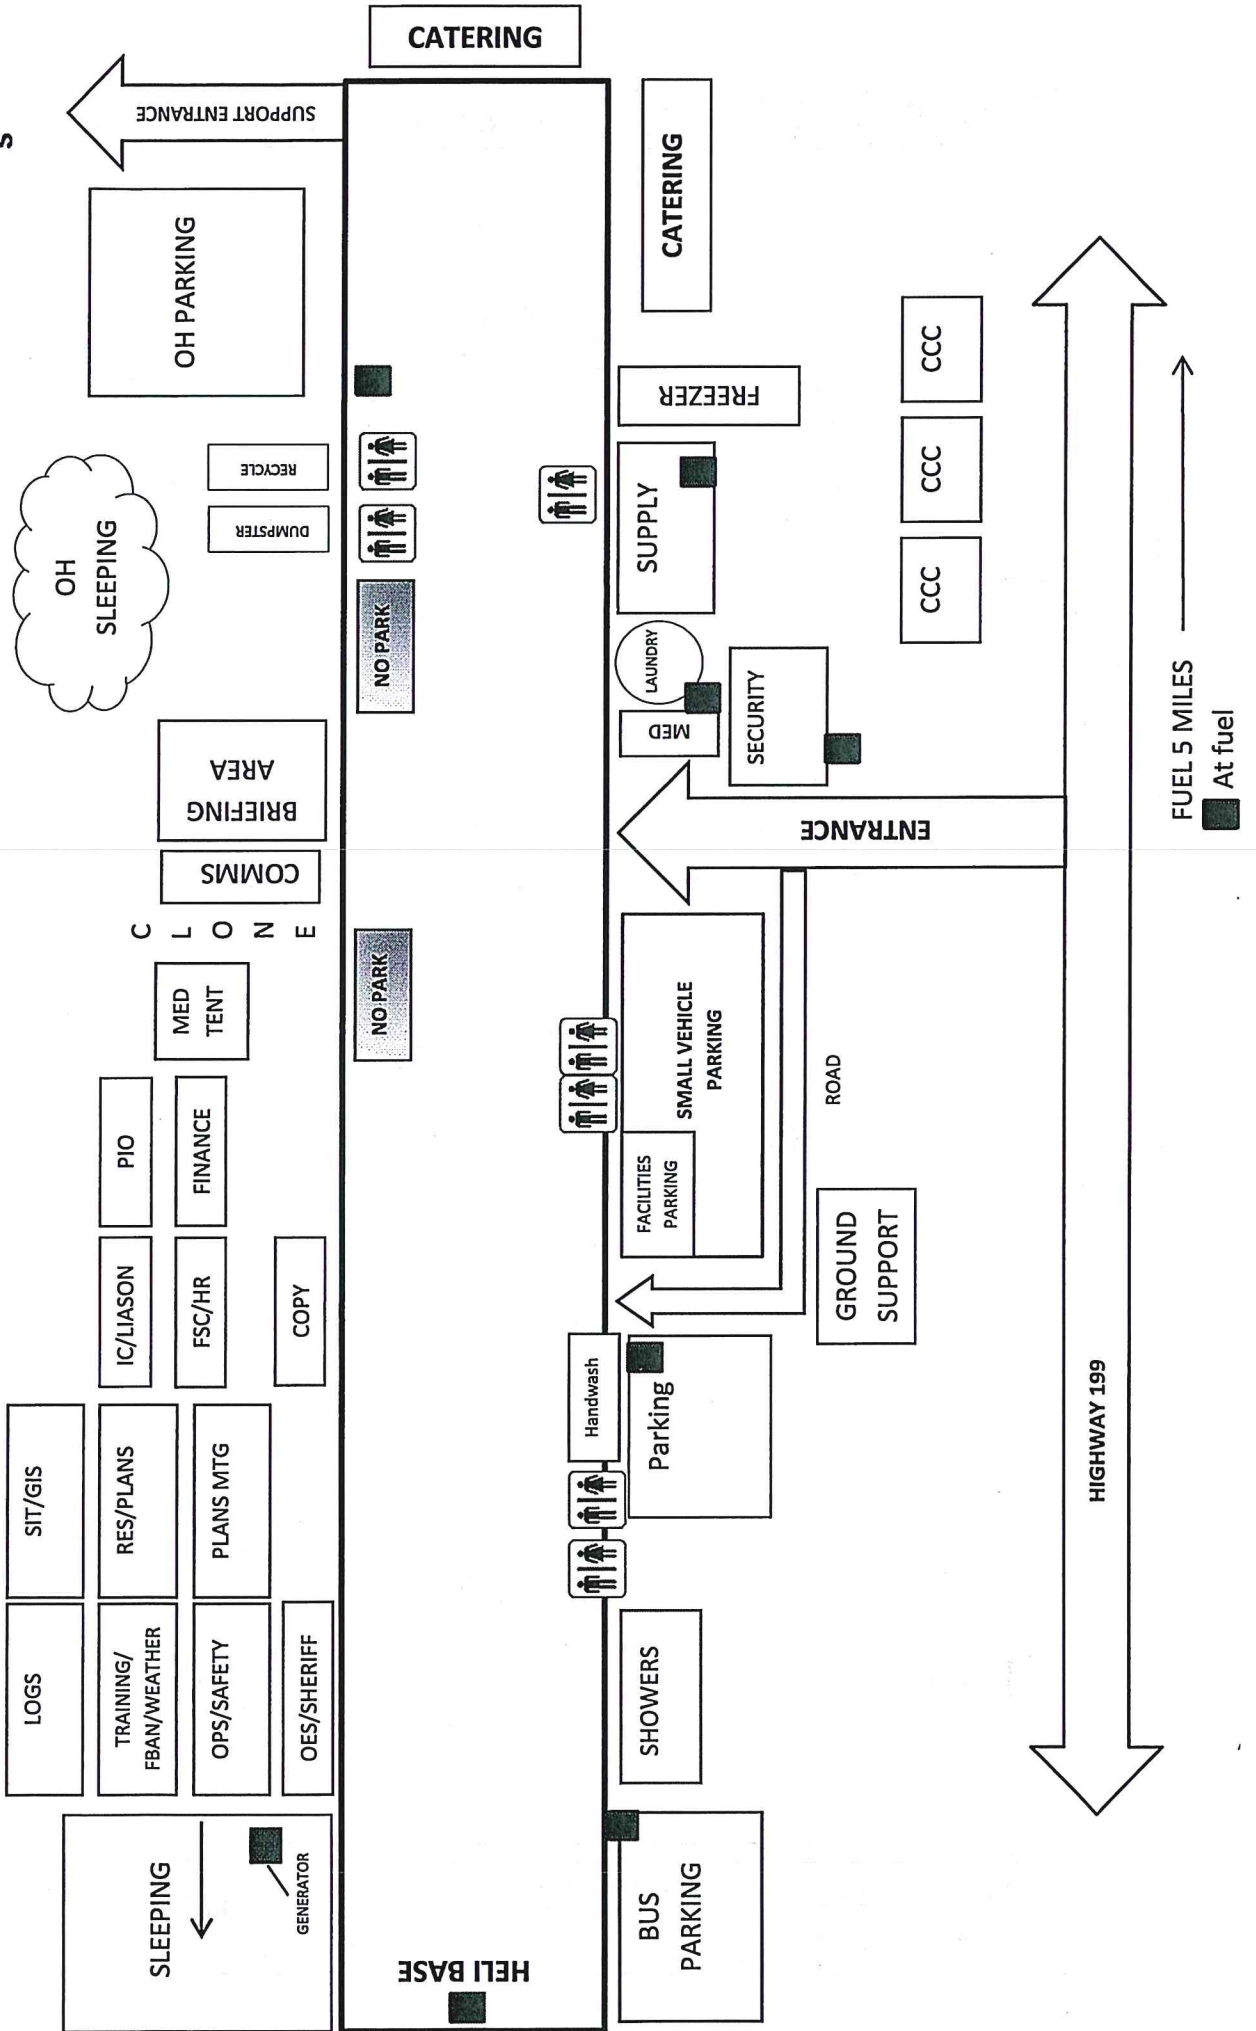 S
CATERING
SUPPORT ENTRANCE
OH PARKING
CATERING
RECYCLE
DUMPSTER
OH
SLEEPING
FREEZER
SUPPLY
CCC
CCC
CCC
NO PARK
LAUNDRY
MED
SECURITY
BRIEFING
AREA
COMMS
ENTRANCE
FUEL 5 MILES
At fuel
C
L
O
N
E
MED
TENT
NO PARK
SMALL VEHICLE
PARKING
FACILITIES
PARKING
ROAD
PIO
FINANCE
IC/LIASON
FSC/HR
COPY
GROUND
SUPPORT
Handwash
Parking
HIGHWAY 199
SIT/GIS
RES/PLANS
PLANS MTG
LOGS
TRAINING/
FBAN/WEATHER
OPS/SAFETY
OES/SHERIFF
SHOWERS
SLEEPING
GENERATOR
HELI BASE
BUS
PARKING